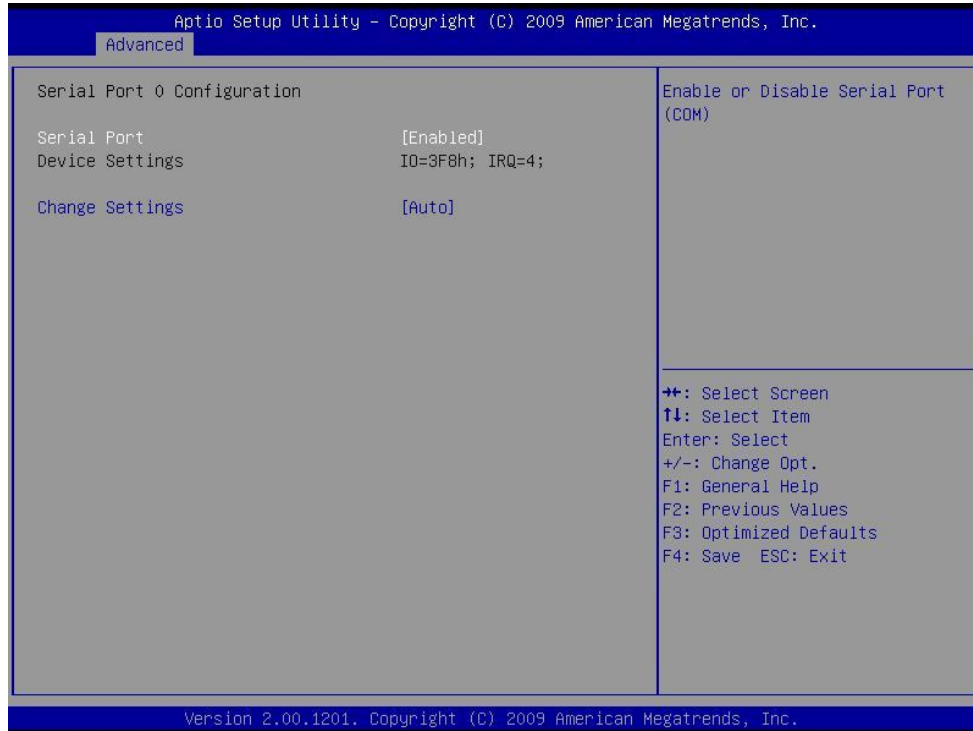 Aptio Setup Utility – Copyright (C) 2009 American Megatrends, Inc.
Advanced
Serial Port 0 Configuration
Serial Port [Enabled]
Device Settings IO=3F8h; IRQ=4;
Change Settings [Auto]
Enable or Disable Serial Port
(COM)
→←: Select Screen
↑↓: Select Item
Enter: Select
+/-: Change Opt.
F1: General Help
F2: Previous Values
F3: Optimized Defaults
F4: Save ESC: Exit
Version 2.00.1201. Copyright (C) 2009 American Megatrends, Inc.